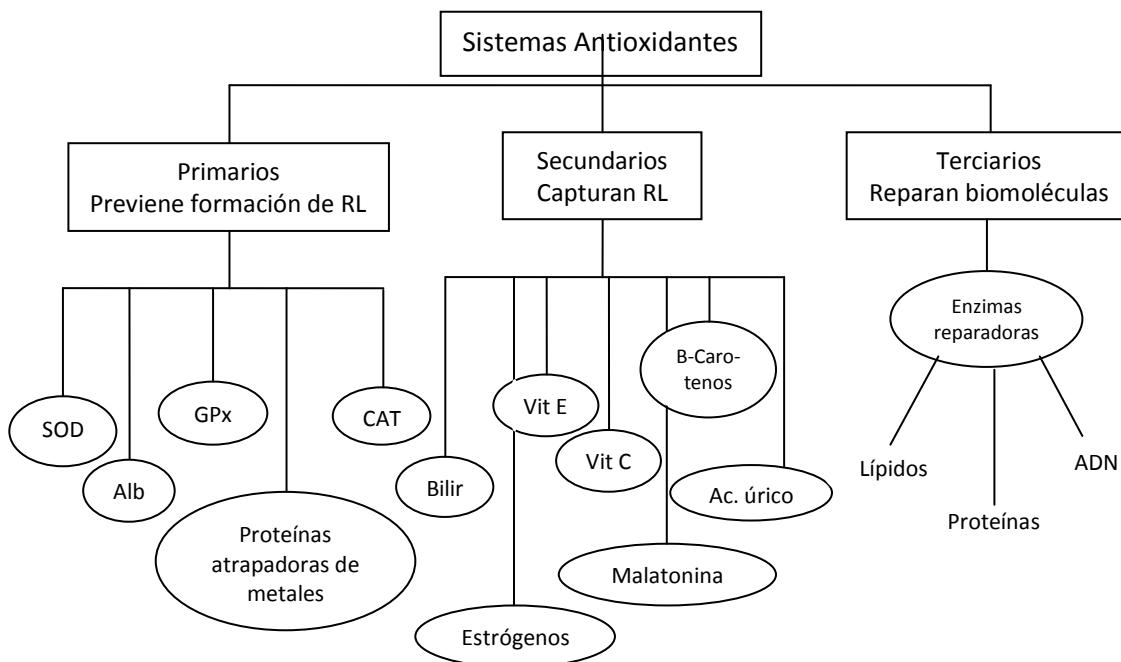 Sistemas Antioxidantes
Primarios
Previene formación de RL
Secundarios
Capturan RL
Terciarios
Reparan biomoléculas
SOD
Alb
GPx
Proteínas
atrapadoras de
metales
CAT
Bilir
Estrógenos
Vit E
Vit C
Malatonina
B-Caro-
tenos
Ac. úrico
Enzimas
reparadoras
Lípidos
Proteínas
ADN